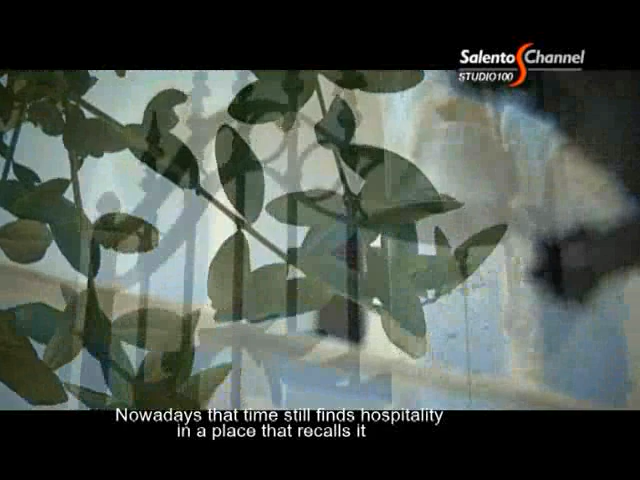 Salento Channel
STUDIO100
Nowadays that time still finds hospitality
in a place that recalls it